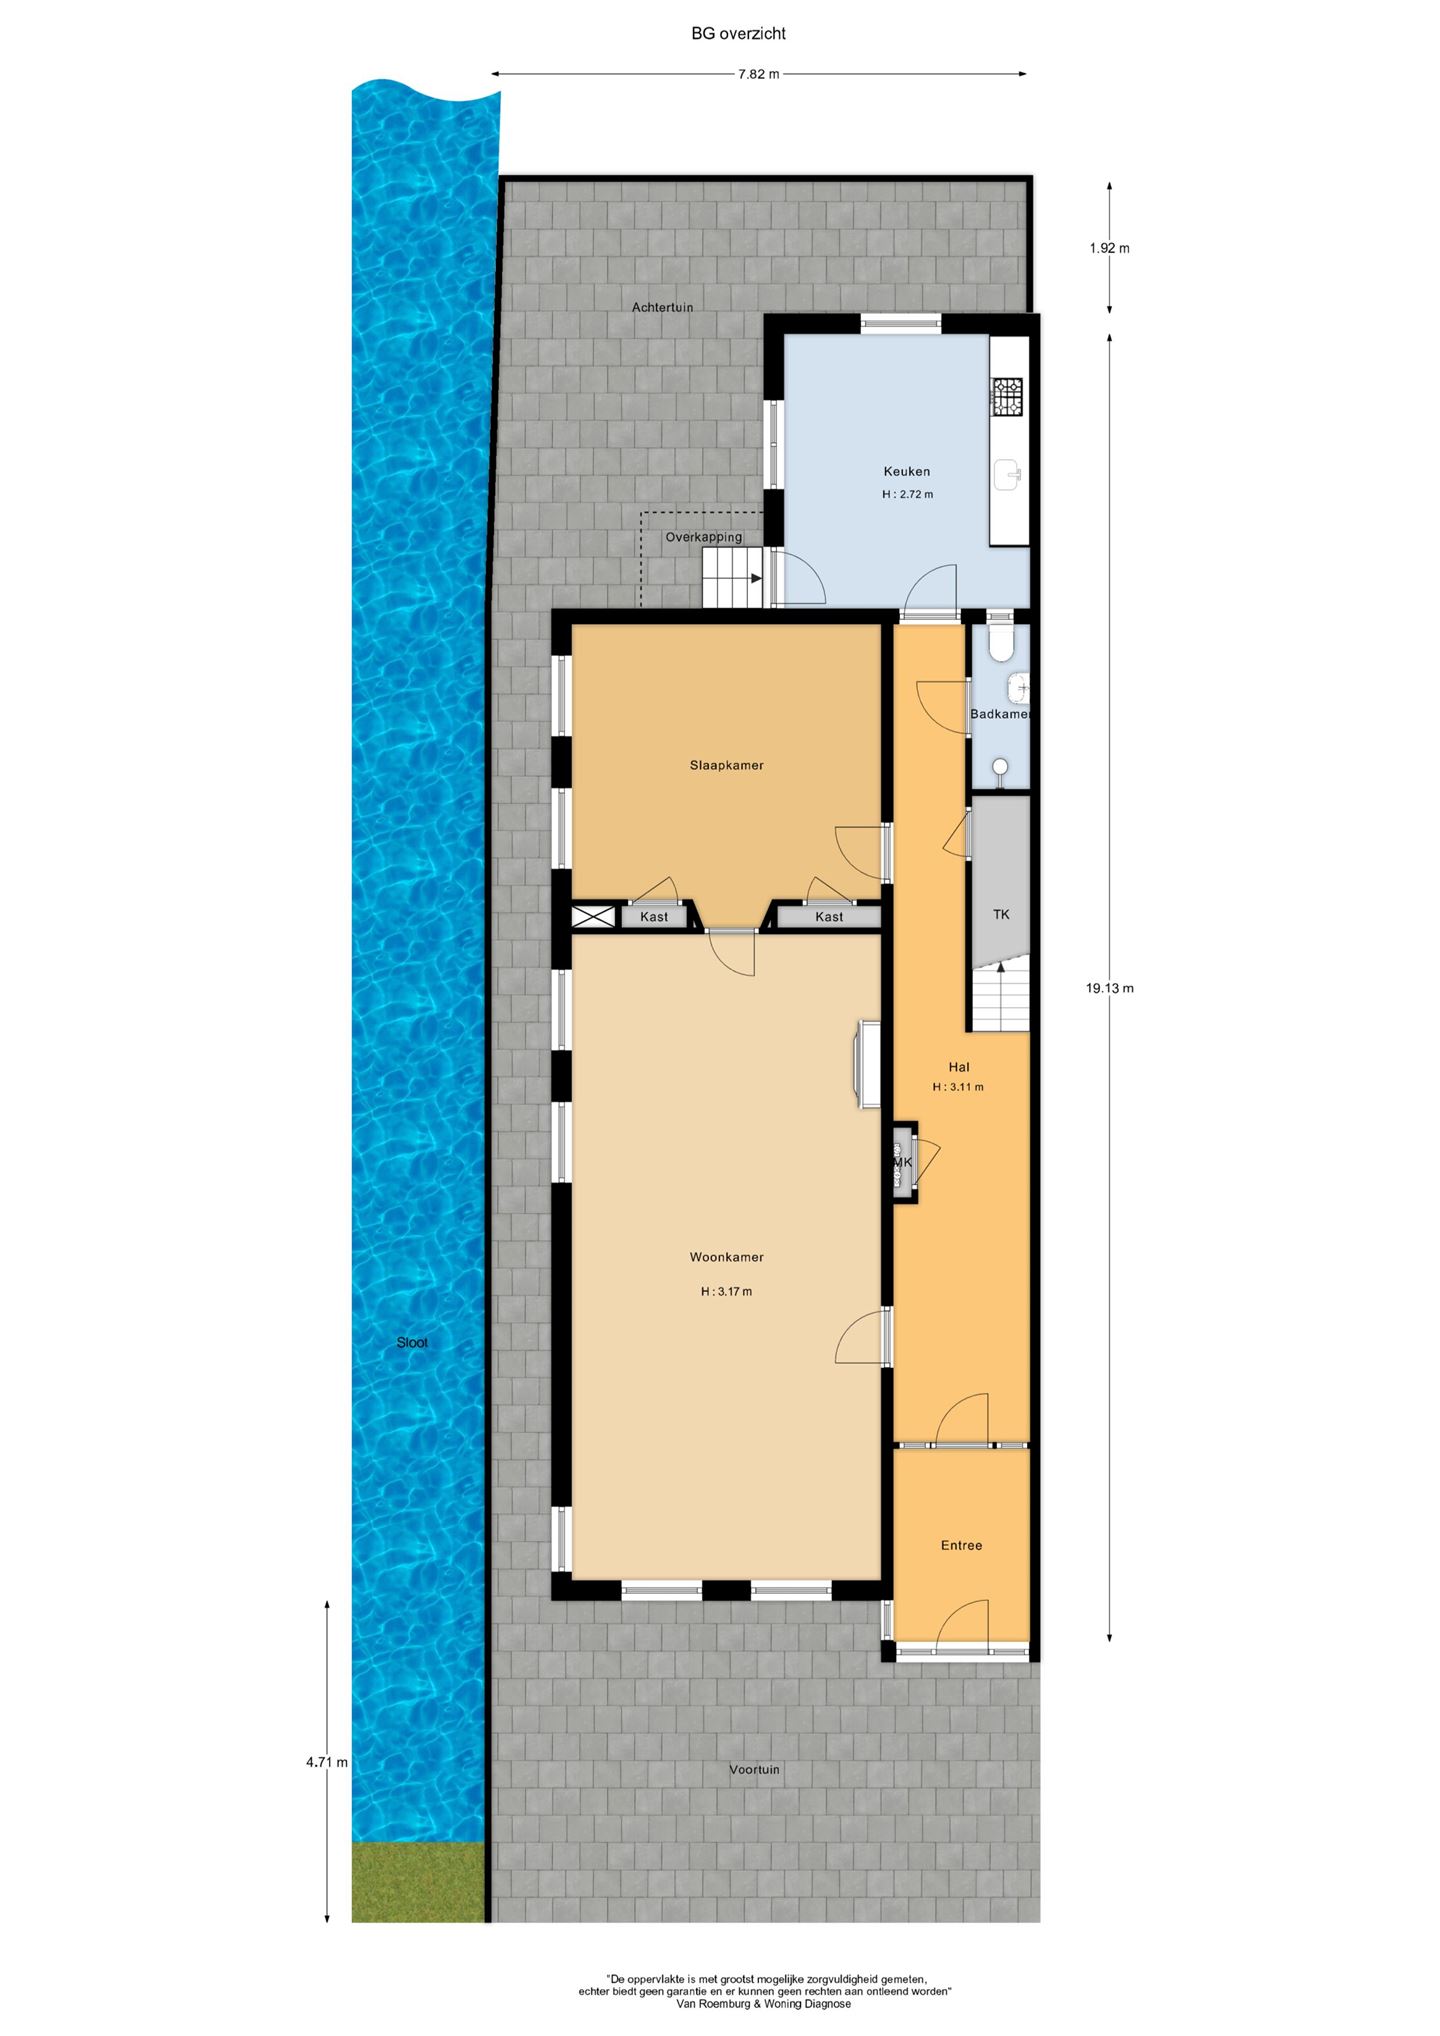 BG overzicht
7.82 m
1.92 m
Achtertuin
Keuken
H : 2.72 m
Overkapping
Badkamer
Slaapkamer
Kast
Kast
TK
19.13 m
Hal
H : 3.11 m
MK
Woonkamer
H : 3.17 m
Sloot
Entree
4.71 m
Voortuin
"De oppervlakte is met grootst mogelijke zorgvuldigheid gemeten,
echter biedt geen garantie en er kunnen geen rechten aan ontleend worden"
Van Roemburg & Woning Diagnose